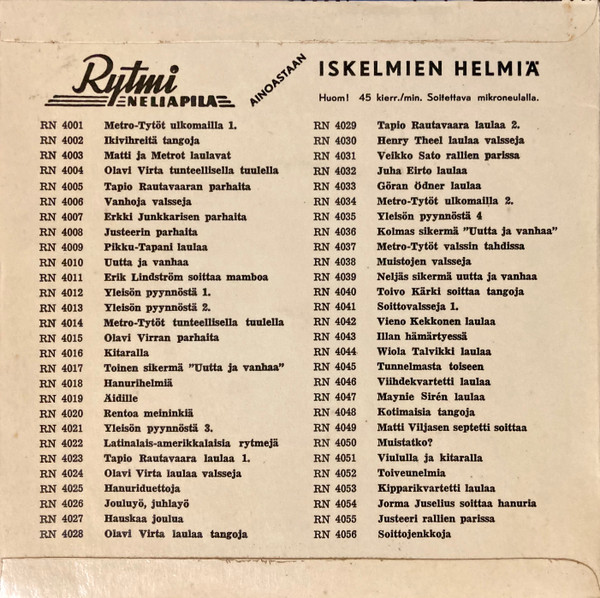 Rytmi
NELIAPILA
AINOASTAAN
ISKELMIEN HELMIÄ
Huom! 45 kierr./min. Soitettava mikroneulalla.
RN 4001 Metro-Tytöt ulkomailla 1.
RN 4002 Ikivihreitä tangoja
RN 4003 Matti ja Metrot laulavat
RN 4004 Olavi Virta tunteellisella tuulella
RN 4005 Tapio Rautavaaran parhaita
RN 4006 Vanhoja valsseja
RN 4007 Erkki Junkkarisen parhaita
RN 4008 Justeerin parhaita
RN 4009 Pikku-Tapani laulaa
RN 4010 Uutta ja vanhaa
RN 4011 Erik Lindström soittaa mamboa
RN 4012 Yleisön pyynnöstä 1.
RN 4013 Yleisön pyynnöstä 2.
RN 4014 Metro-Tytöt tunteellisella tuulella
RN 4015 Olavi Virran parhaita
RN 4016 Kitaralla
RN 4017 Toinen sikermä "Uutta ja vanhaa"
RN 4018 Hanurihelmiä
RN 4019 Äidille
RN 4020 Rentoa meininkiä
RN 4021 Yleisön pyynnöstä 3.
RN 4022 Latinalais-amerikkalaisia rytmejä
RN 4023 Tapio Rautavaara laulaa 1.
RN 4024 Olavi Virta laulaa valsseja
RN 4025 Hanuriduettoja
RN 4026 Jouluyö, juhlayö
RN 4027 Hauskaa joulua
RN 4028 Olavi Virta laulaa tangoja
RN 4029 Tapio Rautavaara laulaa 2.
RN 4030 Henry Theel laulaa valsseja
RN 4031 Veikko Sato rallien parissa
RN 4032 Juha Eirto laulaa
RN 4033 Göran Ödner laulaa
RN 4034 Metro-Tytöt ulkomailla 2.
RN 4035 Yleisön pyynnöstä 4
RN 4036 Kolmas sikermä "Uutta ja vanhaa"
RN 4037 Metro-Tytöt valssin tahdissa
RN 4038 Muistojen valsseja
RN 4039 Neljäs sikermä uutta ja vanhaa
RN 4040 Toivo Kärki soittaa tangoja
RN 4041 Soittovalsseja 1.
RN 4042 Vieno Kekkonen laulaa
RN 4043 Illan hämärtyessä
RN 4044 Wiola Talvikki laulaa
RN 4045 Tunnelmasta toiseen
RN 4046 Viihdekvartetti laulaa
RN 4047 Maynie Sirén laulaa
RN 4048 Kotimaisia tangoja
RN 4049 Matti Viljasen septetti soittaa
RN 4050 Muistatko?
RN 4051 Viululla ja kitaralla
RN 4052 Toiveunelmia
RN 4053 Kipparikvartetti laulaa
RN 4054 Jorma Juselius soittaa hanuria
RN 4055 Justeeri rallien parissa
RN 4056 Soittojenkkoja